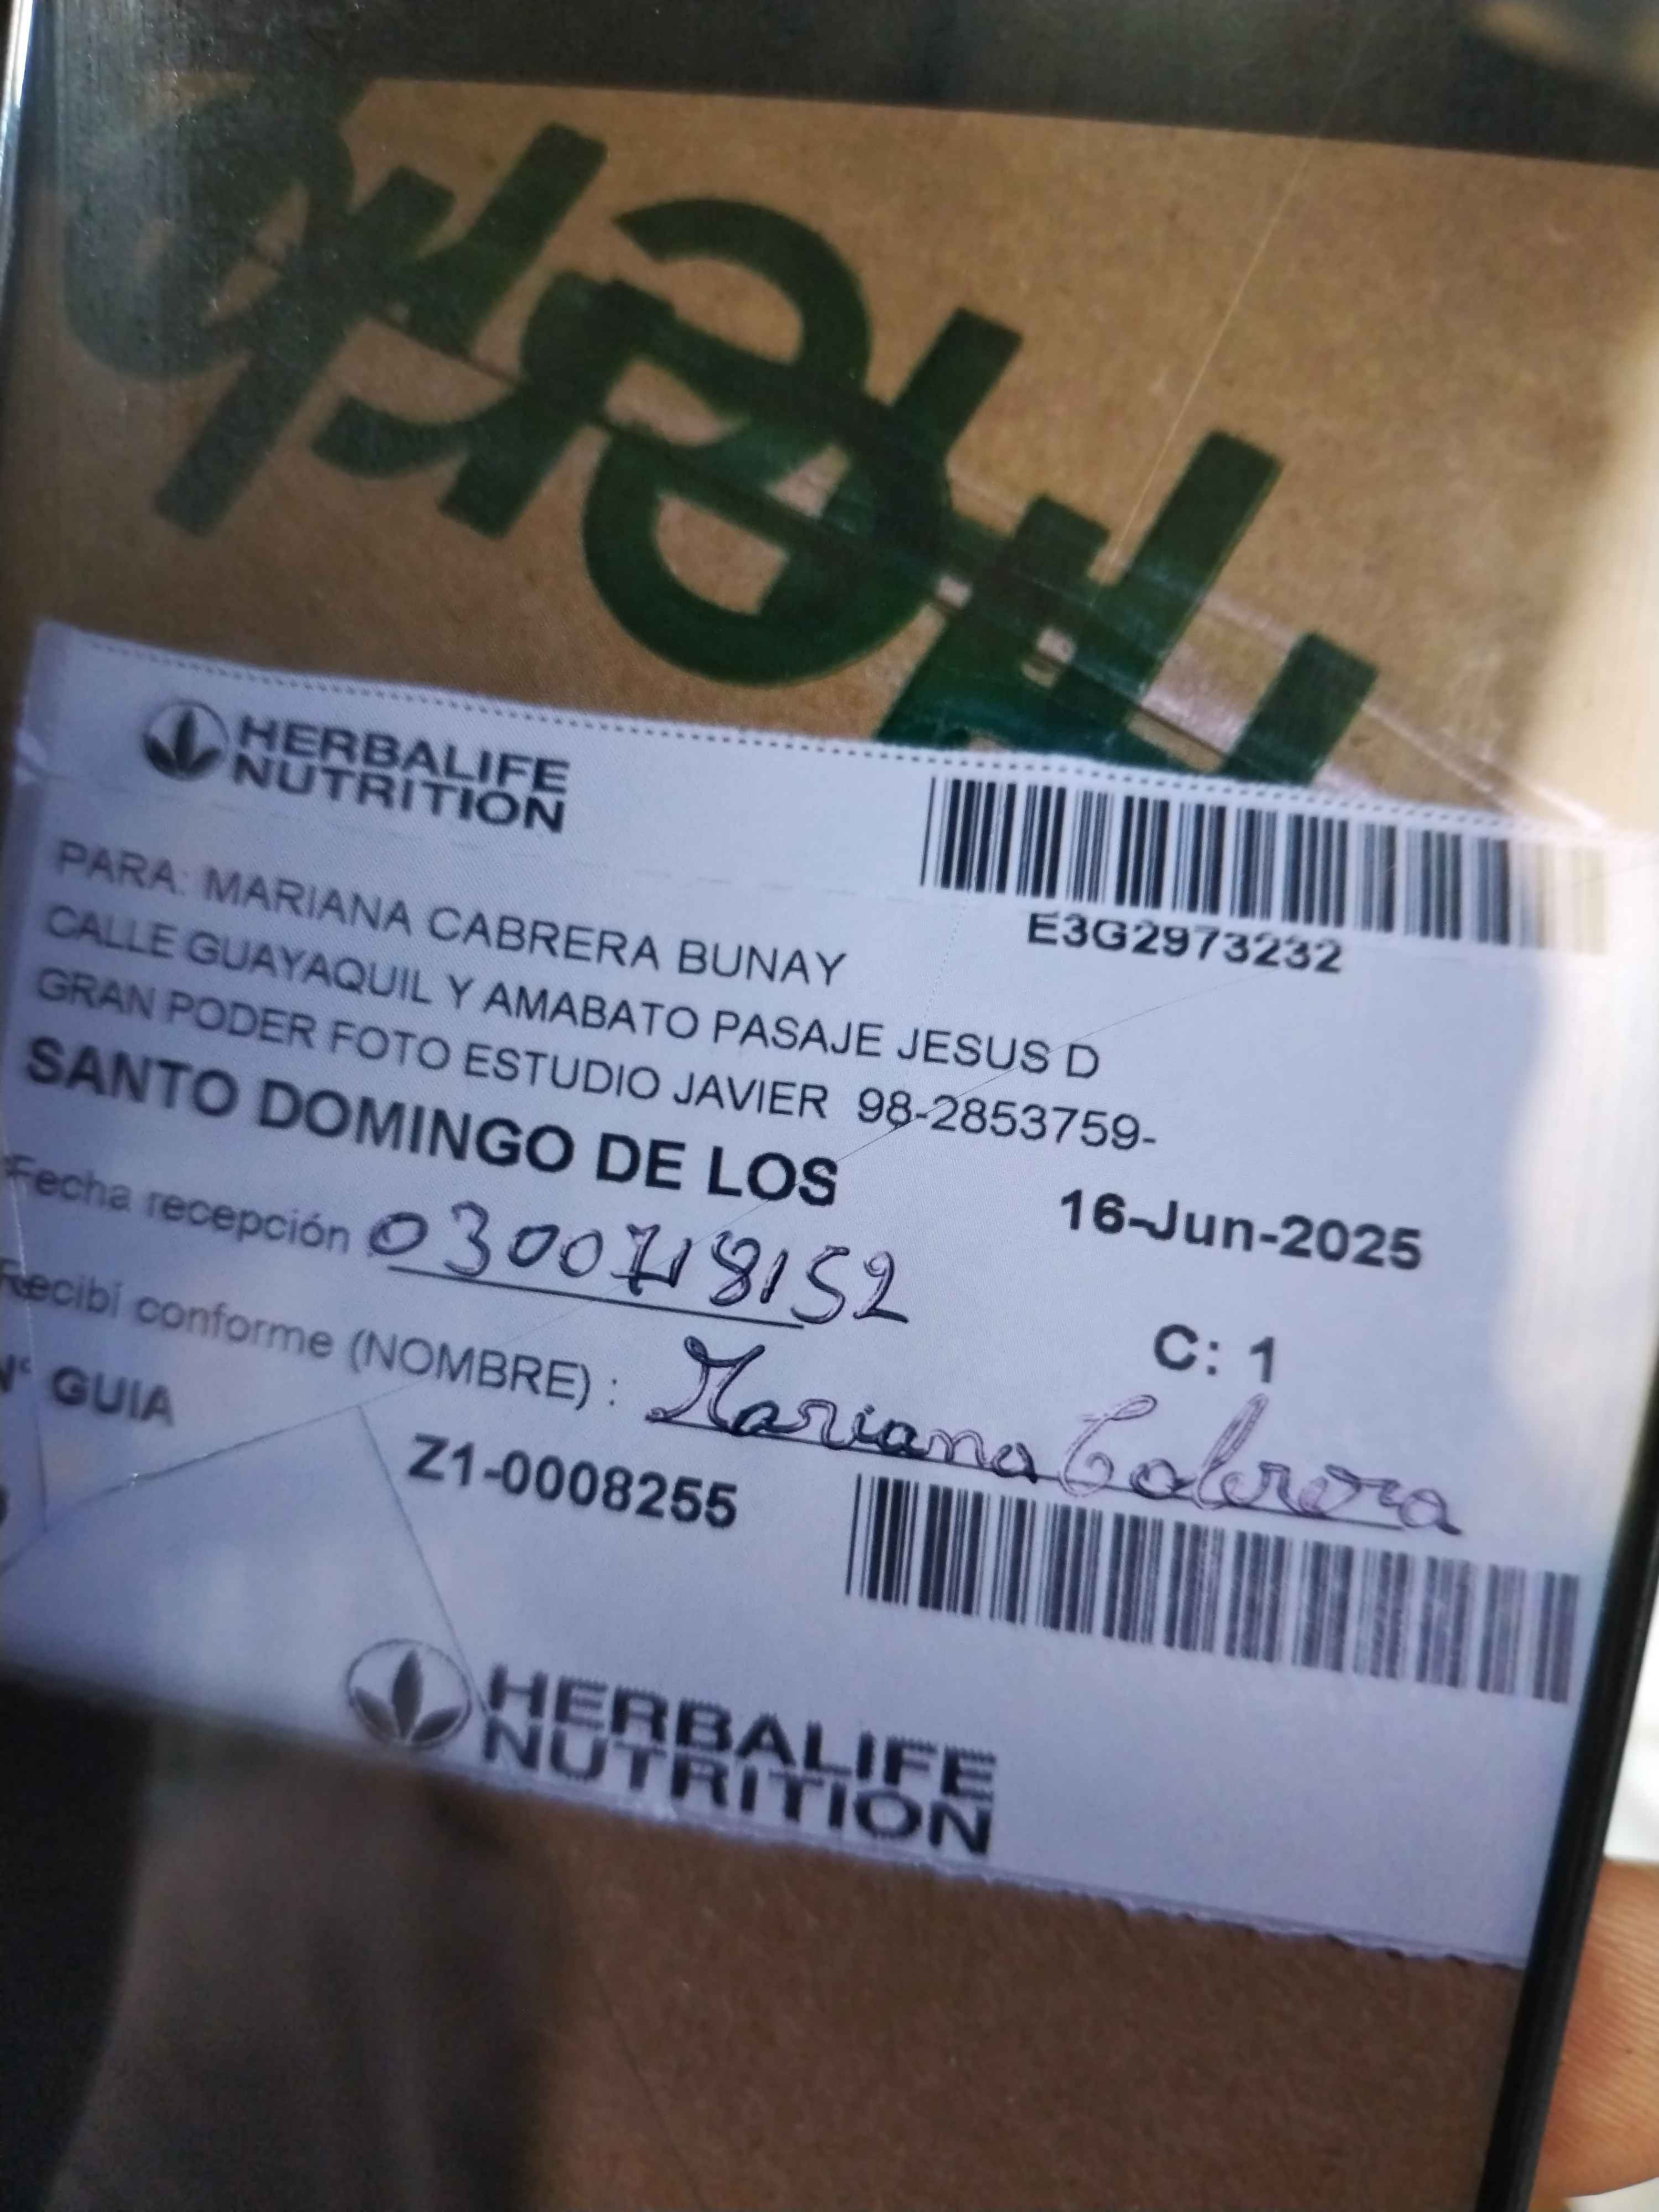 HERBALIFE
NUTRITION
E3G2973232
PARA: MARIANA CABRERA BUNAY
CALLE GUAYAQUIL Y AMABATO PASAJE JESUS D
GRAN PODER FOTO ESTUDIO JAVIER 98-2853759-
SANTO DOMINGO DE LOS
16-Jun-2025
Fecha recepción 0300718152
C: 1
Recibí conforme (NOMBRE) : Mariana Cabrera
N° GUIA
Z1-0008255
HERBALIFE
NUTRITION